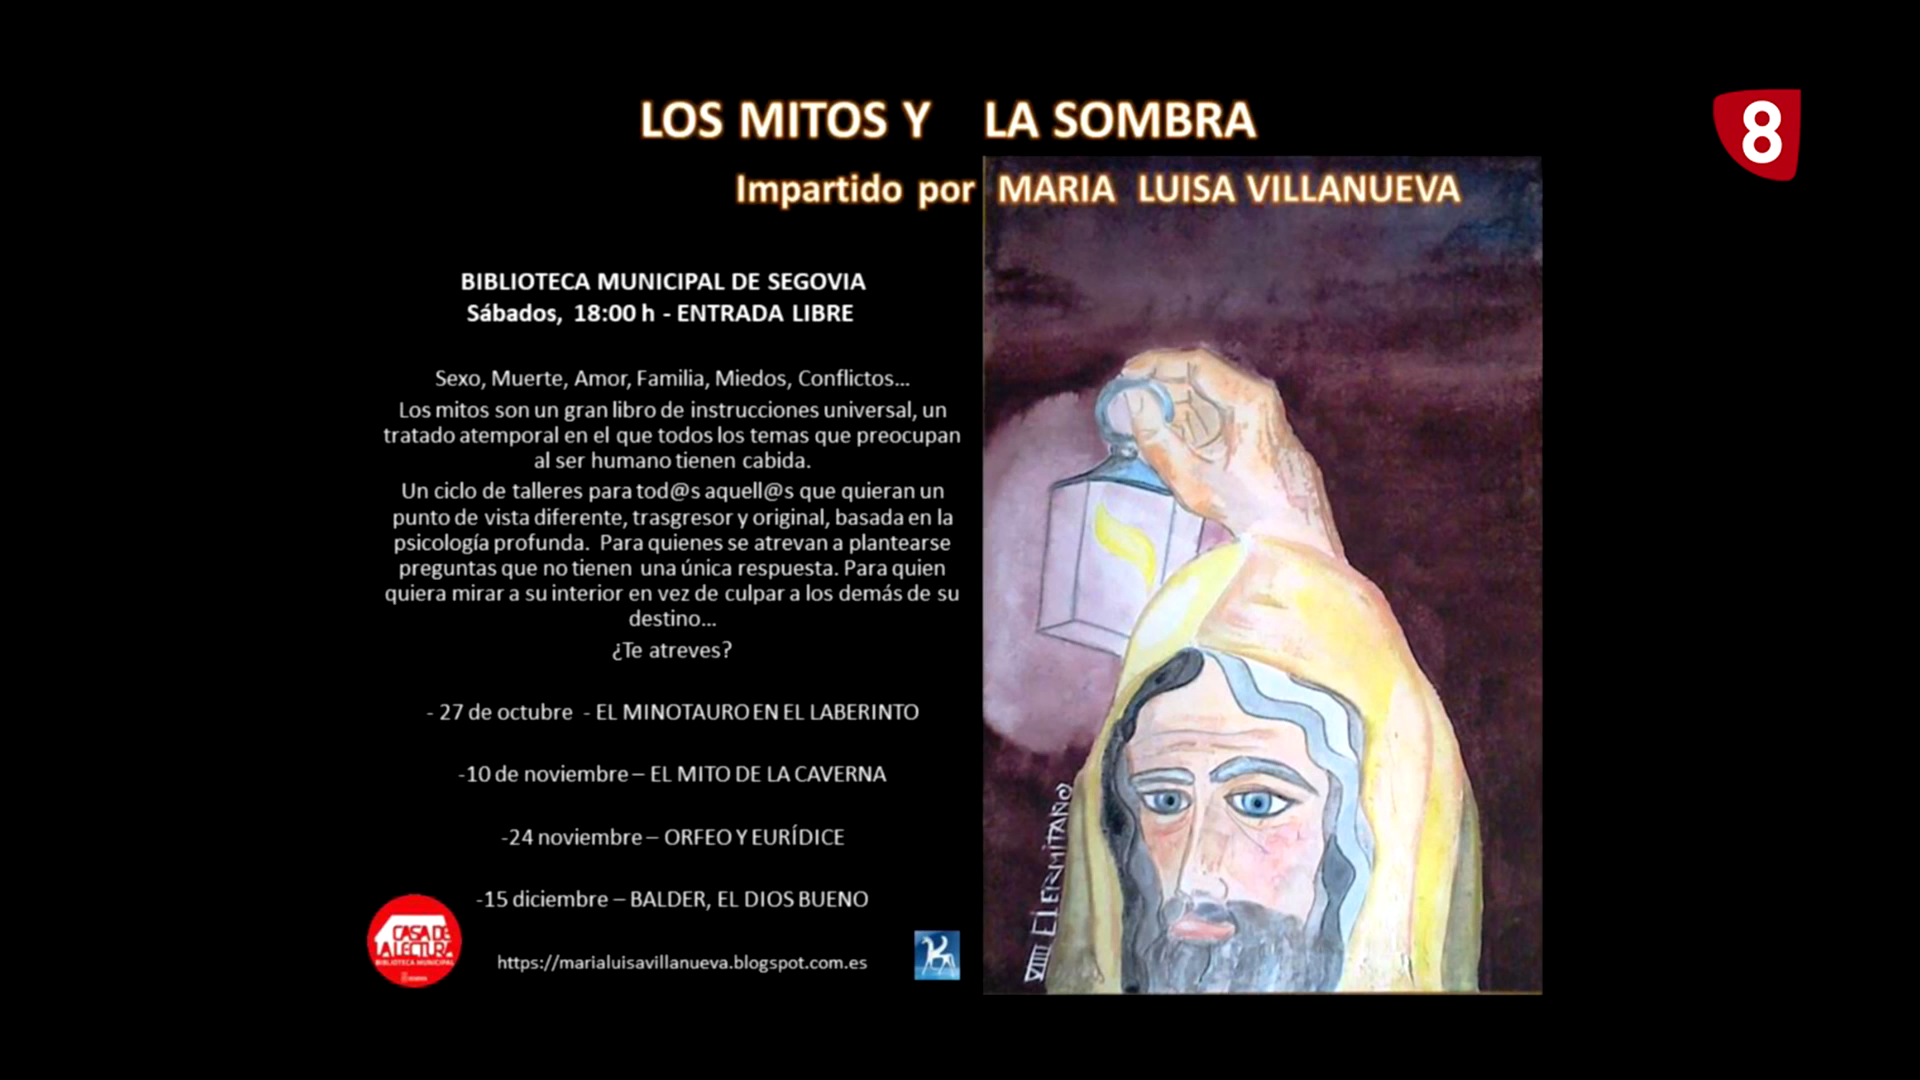 LOS MITOS Y LA SOMBRA
8
Impartido por MARIA LUISA VILLANUEVA
BIBLIOTECA MUNICIPAL DE SEGOVIA
Sábados, 18:00 h - ENTRADA LIBRE
Sexo, Muerte, Amor, Familia, Miedos, Conflictos...
Los mitos son un gran libro de instrucciones universal, un
tratado atemporal en el que todos los temas que preocupan
al ser humano tienen cabida.
Un ciclo de talleres para tod@s aquell@s que quieran un
punto de vista diferente, trasgresor y original, basada en la
psicología profunda. Para quienes se atrevan a plantearse
preguntas que no tienen una única respuesta. Para quien
quiera mirar a su interior en vez de culpar a los demás de su
destino...
¿Te atreves?
- 27 de octubre - EL MINOTAURO EN EL LABERINTO
-10 de noviembre – EL MITO DE LA CAVERNA
-24 noviembre – ORFEO Y EURÍDICE
-15 diciembre – BALDER, EL DIOS BUENO
CASA DE
LA LECTURA
BIBLIOTECA MUNICIPAL
https://marialuisavillanueva.blogspot.com.es
VIIII El ERMITAÑO